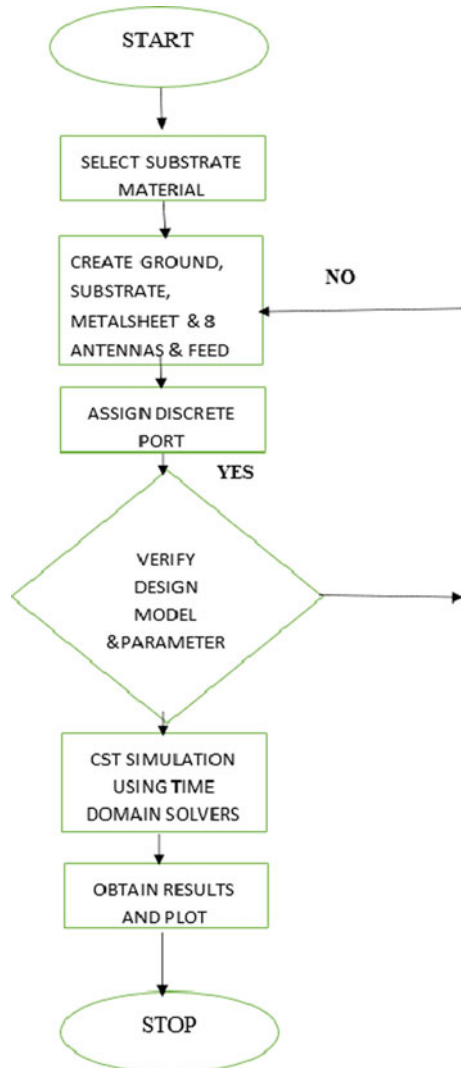 START
SELECT SUBSTRATE
MATERIAL
CREATE GROUND,
SUBSTRATE,
METALSHEET & 8
ANTENNAS & FEED
NO
ASSIGN DISCRETE
PORT
YES
VERIFY
DESIGN
MODEL
&PARAMETER
CST SIMULATION
USING TIME
DOMAIN SOLVERS
OBTAIN RESULTS
AND PLOT
STOP